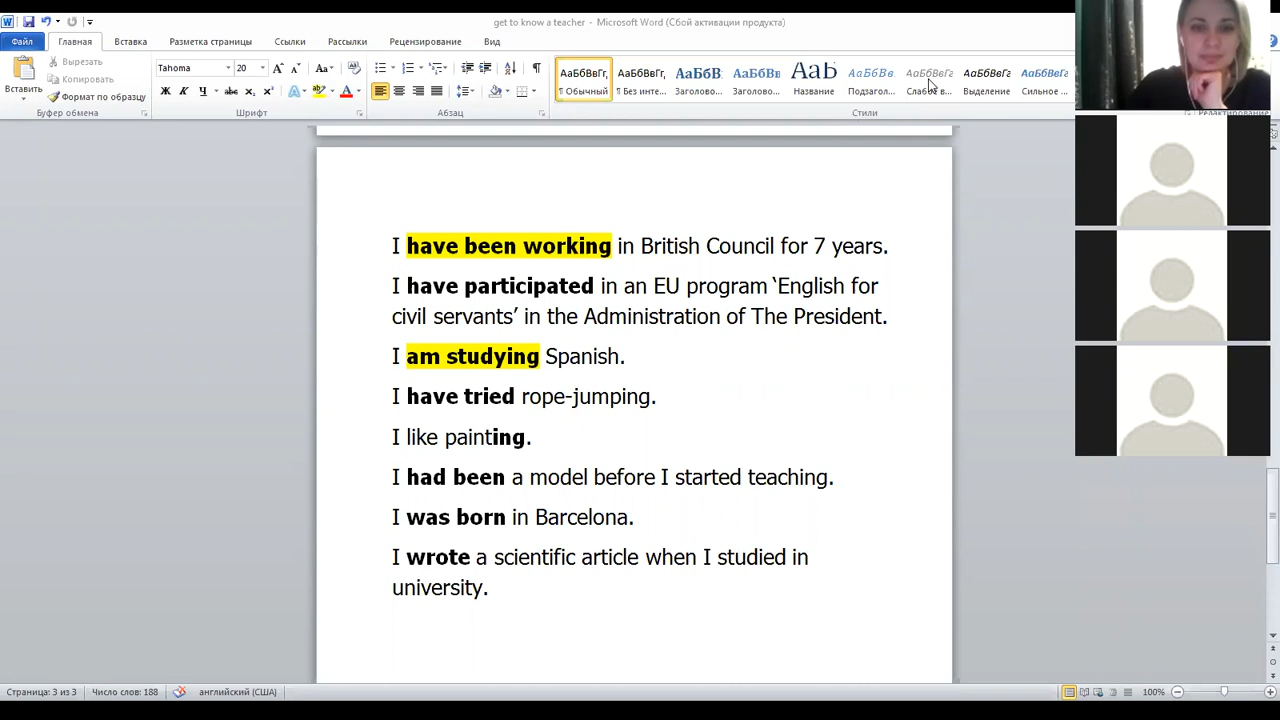 get to know a teacher - Microsoft Word (Сбой активации продукта)
Файл Главная Вставка Разметка страницы Ссылки Рассылки Рецензирование Вид
Вставить
Вырезать
Копировать
Формат по образцу
Буфер обмена
Tahoma 20
Шрифт
Абзац
АаБбВвГг, АаБбВвГг, АаБбВ АаБбВв АаБ АаБбВв АаБбВвГг АаБбВвГг АаБбВвГг
¶ Обычный ¶ Без инте... Заголово... Заголово... Название Подзагол... Слабое в... Выделение Сильное ...
Стили
Редактирование
I have been working in British Council for 7 years.
I have participated in an EU program ‘English for
civil servants’ in the Administration of The President.
I am studying Spanish.
I have tried rope-jumping.
I like painting.
I had been a model before I started teaching.
I was born in Barcelona.
I wrote a scientific article when I studied in
university.
Страница: 3 из 3 Число слов: 188 английский (США) 100%